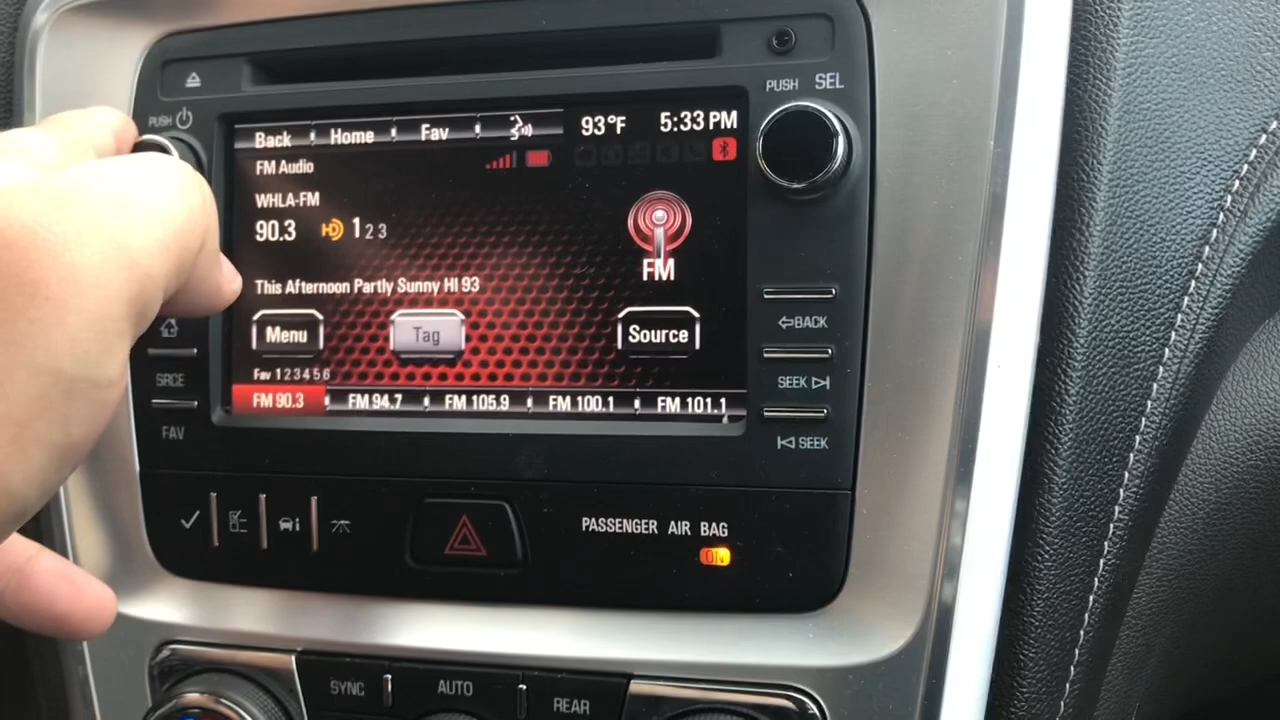 PUSH
PUSH SEL
Back Home Fav
93°F 5:33 PM
FM Audio
WHLA-FM
90.3 HD 1 2 3
FM
This Afternoon Partly Sunny HI 93
Menu Tag Source
Fav 1 2 3 4 5 6
FM 90.3 FM 94.7 FM 105.9 FM 100.1 FM 101.1
BACK
SEEK
SEEK
SRCE
FAV
i
PASSENGER AIR BAG
ON
SYNC AUTO REAR